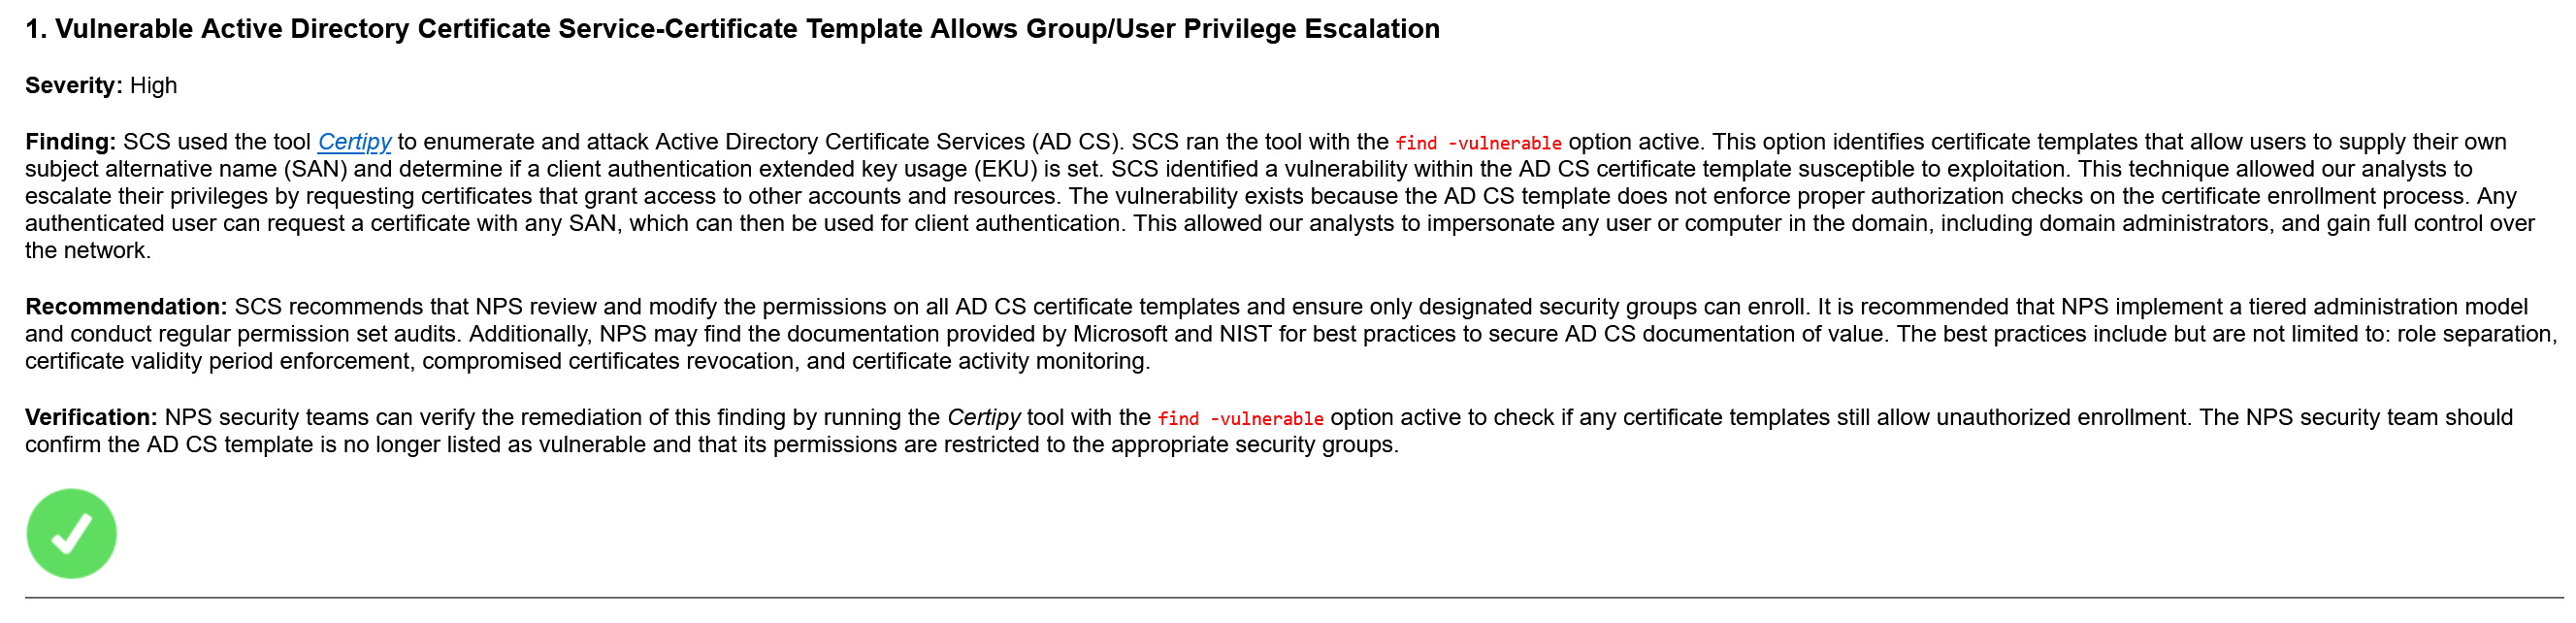 1. Vulnerable Active Directory Certificate Service-Certificate Template Allows Group/User Privilege Escalation
Severity: High
Finding: SCS used the tool Certipy to enumerate and attack Active Directory Certificate Services (AD CS). SCS ran the tool with the find -vulnerable option active. This option identifies certificate templates that allow users to supply their own
subject alternative name (SAN) and determine if a client authentication extended key usage (EKU) is set. SCS identified a vulnerability within the AD CS certificate template susceptible to exploitation. This technique allowed our analysts to
escalate their privileges by requesting certificates that grant access to other accounts and resources. The vulnerability exists because the AD CS template does not enforce proper authorization checks on the certificate enrollment process. Any
authenticated user can request a certificate with any SAN, which can then be used for client authentication. This allowed our analysts to impersonate any user or computer in the domain, including domain administrators, and gain full control over
the network.
Recommendation: SCS recommends that NPS review and modify the permissions on all AD CS certificate templates and ensure only designated security groups can enroll. It is recommended that NPS implement a tiered administration model
and conduct regular permission set audits. Additionally, NPS may find the documentation provided by Microsoft and NIST for best practices to secure AD CS documentation of value. The best practices include but are not limited to: role separation,
certificate validity period enforcement, compromised certificates revocation, and certificate activity monitoring.
Verification: NPS security teams can verify the remediation of this finding by running the Certipy tool with the find -vulnerable option active to check if any certificate templates still allow unauthorized enrollment. The NPS security team should
confirm the AD CS template is no longer listed as vulnerable and that its permissions are restricted to the appropriate security groups.